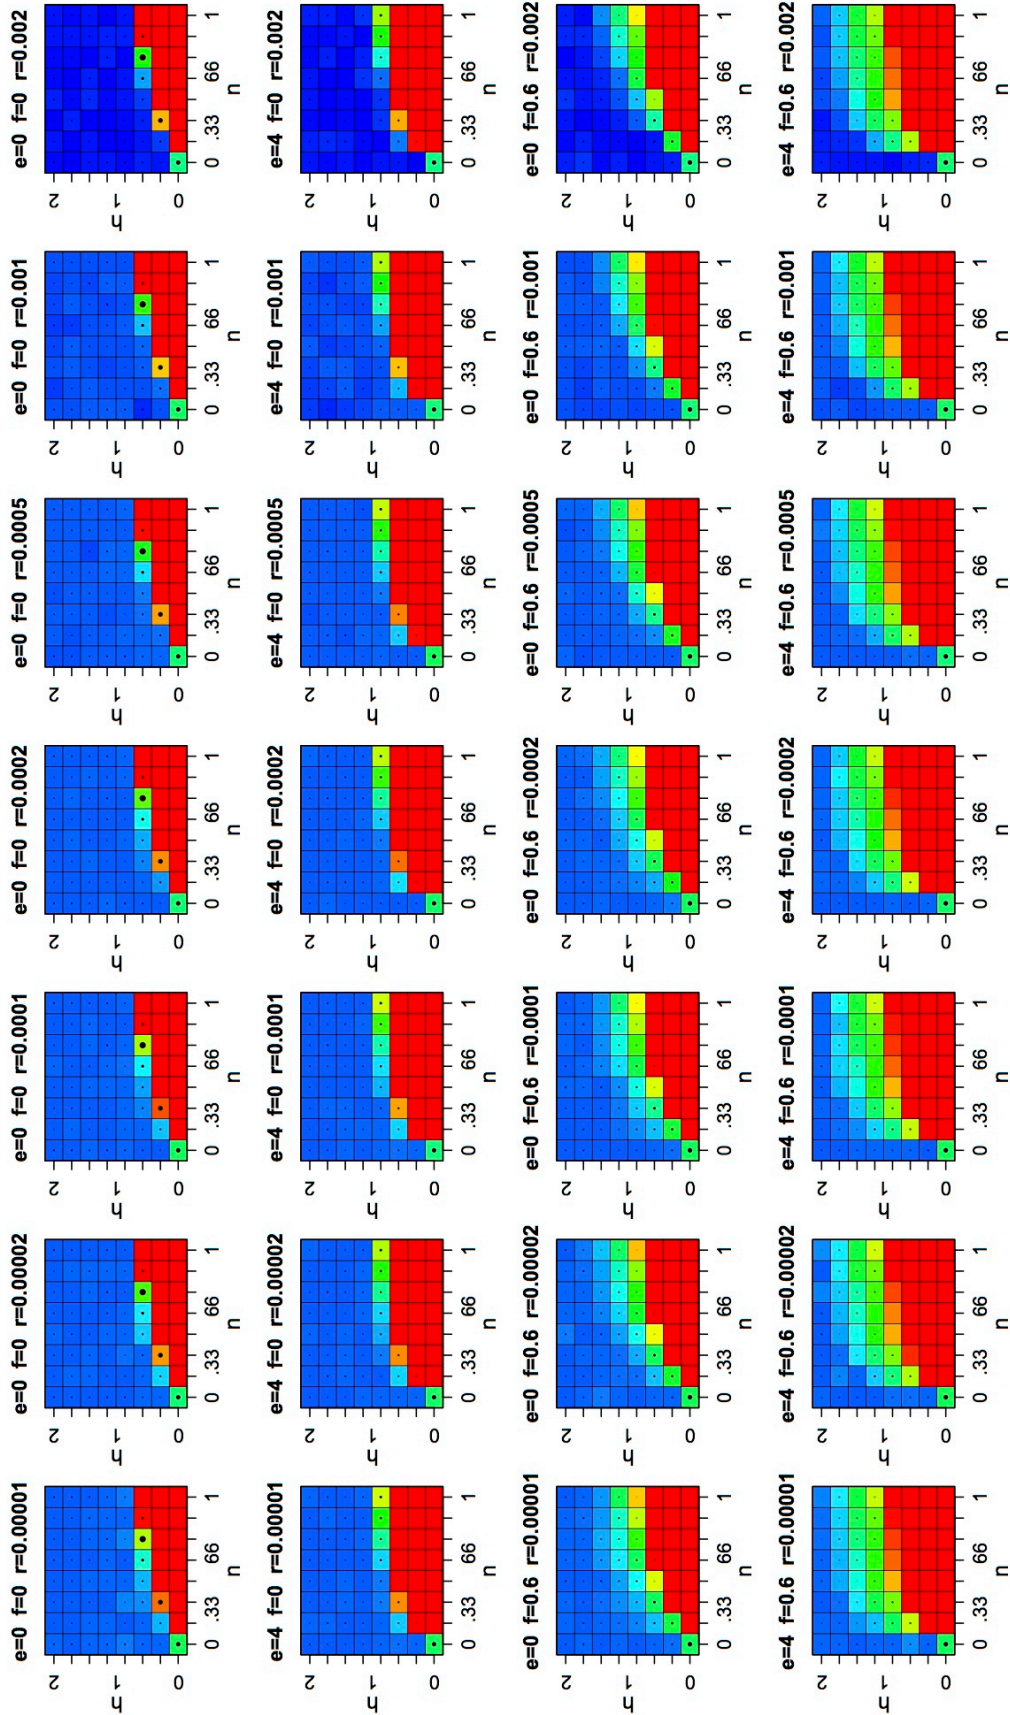 e=0 f=0 r=0.00001
h
2
1
0
0 .33 66 1
n
e=0 f=0 r=0.00002
h
2
1
0
0 .33 66 1
n
e=0 f=0 r=0.0001
h
2
1
0
0 .33 66 1
n
e=0 f=0 r=0.0002
h
2
1
0
0 .33 66 1
n
e=0 f=0 r=0.0005
h
2
1
0
0 .33 66 1
n
e=0 f=0 r=0.001
h
2
1
0
0 .33 66 1
n
e=0 f=0 r=0.002
h
2
1
0
0 .33 66 1
n
e=4 f=0 r=0.00001
h
2
1
0
0 .33 66 1
n
e=4 f=0 r=0.00002
h
2
1
0
0 .33 66 1
n
e=4 f=0 r=0.0001
h
2
1
0
0 .33 66 1
n
e=4 f=0 r=0.0002
h
2
1
0
0 .33 66 1
n
e=4 f=0 r=0.0005
h
2
1
0
0 .33 66 1
n
e=4 f=0 r=0.001
h
2
1
0
0 .33 66 1
n
e=4 f=0 r=0.002
h
2
1
0
0 .33 66 1
n
e=0 f=0.6 r=0.00001
h
2
1
0
0 .33 66 1
n
e=0 f=0.6 r=0.00002
h
2
1
0
0 .33 66 1
n
e=0 f=0.6 r=0.0001
h
2
1
0
0 .33 66 1
n
e=0 f=0.6 r=0.0002
h
2
1
0
0 .33 66 1
n
e=0 f=0.6 r=0.0005
h
2
1
0
0 .33 66 1
n
e=0 f=0.6 r=0.001
h
2
1
0
0 .33 66 1
n
e=0 f=0.6 r=0.002
h
2
1
0
0 .33 66 1
n
e=4 f=0.6 r=0.00001
h
2
1
0
0 .33 66 1
n
e=4 f=0.6 r=0.00002
h
2
1
0
0 .33 66 1
n
e=4 f=0.6 r=0.0001
h
2
1
0
0 .33 66 1
n
e=4 f=0.6 r=0.0002
h
2
1
0
0 .33 66 1
n
e=4 f=0.6 r=0.0005
h
2
1
0
0 .33 66 1
n
e=4 f=0.6 r=0.001
h
2
1
0
0 .33 66 1
n
e=4 f=0.6 r=0.002
h
2
1
0
0 .33 66 1
n